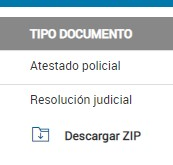 TIPO DOCUMENTO
Atestado policial
Resolución judicial
Descargar ZIP